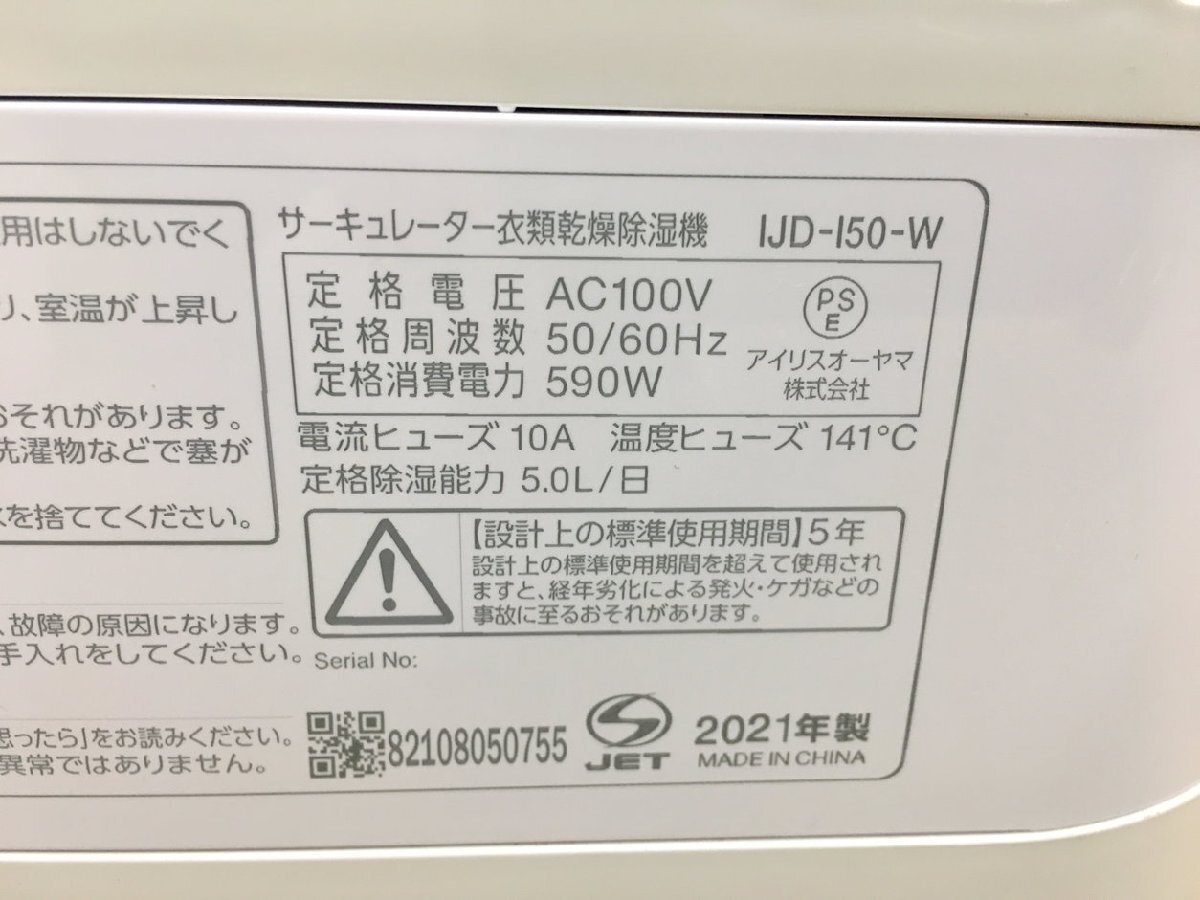 用はしないでく
り、室温が上昇し
おそれがあります。
洗濯物などで塞が
を捨ててください。
、故障の原因になります。
手入れをしてください。
思ったら」をお読みください。
異常ではありません。
サーキュレーター衣類乾燥除湿機 IJD-I50-W
定格電圧 AC100V
定格周波数 50/60Hz
定格消費電力 590W
PS
E
アイリスオーヤマ
株式会社
電流ヒューズ 10A 温度ヒューズ 141°C
定格除湿能力 5.0L/日
【設計上の標準使用期間】5年
設計上の標準使用期間を超えて使用され
ますと、経年劣化による発火・ケガなどの
事故に至るおそれがあります。
Serial No:
82108050755
JET
2021年製
MADE IN CHINA